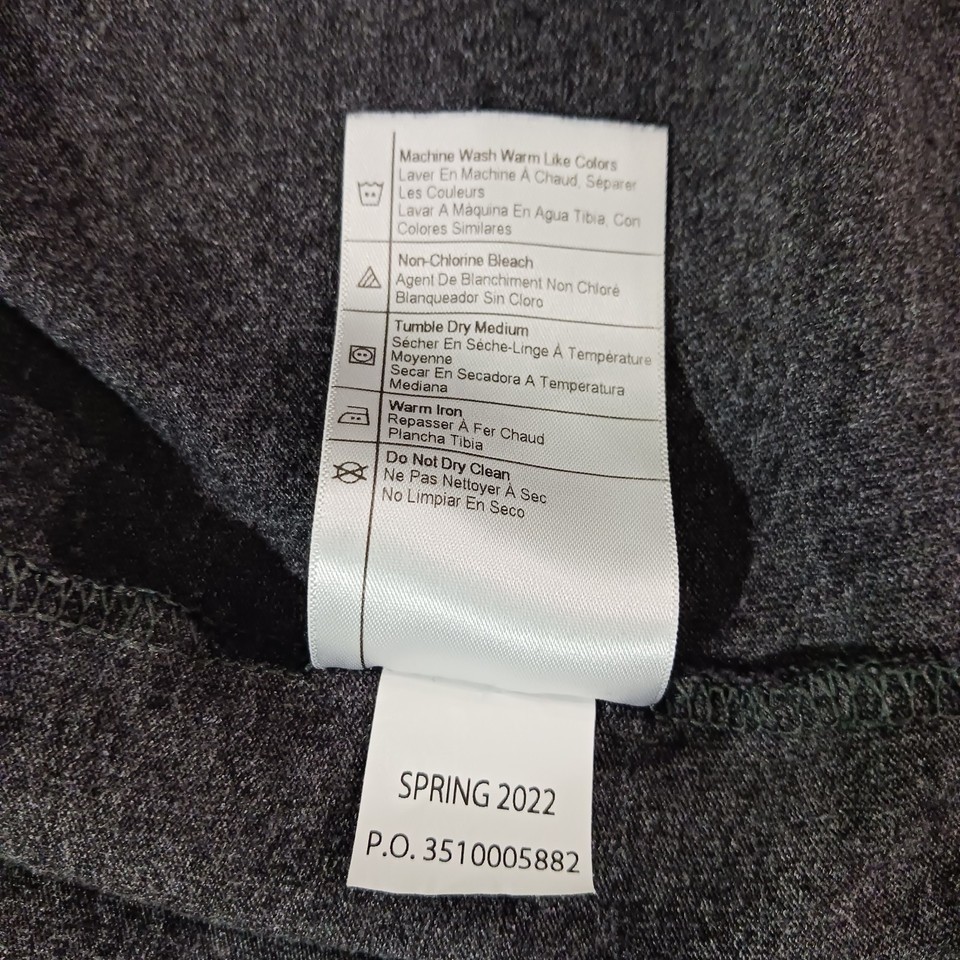 Machine Wash Warm Like Colors
Laver En Machine À Chaud, Séparer
Les Couleurs
Lavar A Máquina En Agua Tibia, Con
Colores Similares
Non-Chlorine Bleach
Agent De Blanchiment Non Chloré
Blanqueador Sin Cloro
Tumble Dry Medium
Sécher En Séche-Linge À Température
Moyenne
Secar En Secadora A Temperatura
Mediana
Warm Iron
Repasser À Fer Chaud
Plancha Tibia
Do Not Dry Clean
Ne Pas Nettoyer À Sec
No Limpiar En Seco
SPRING 2022
P.O. 3510005882